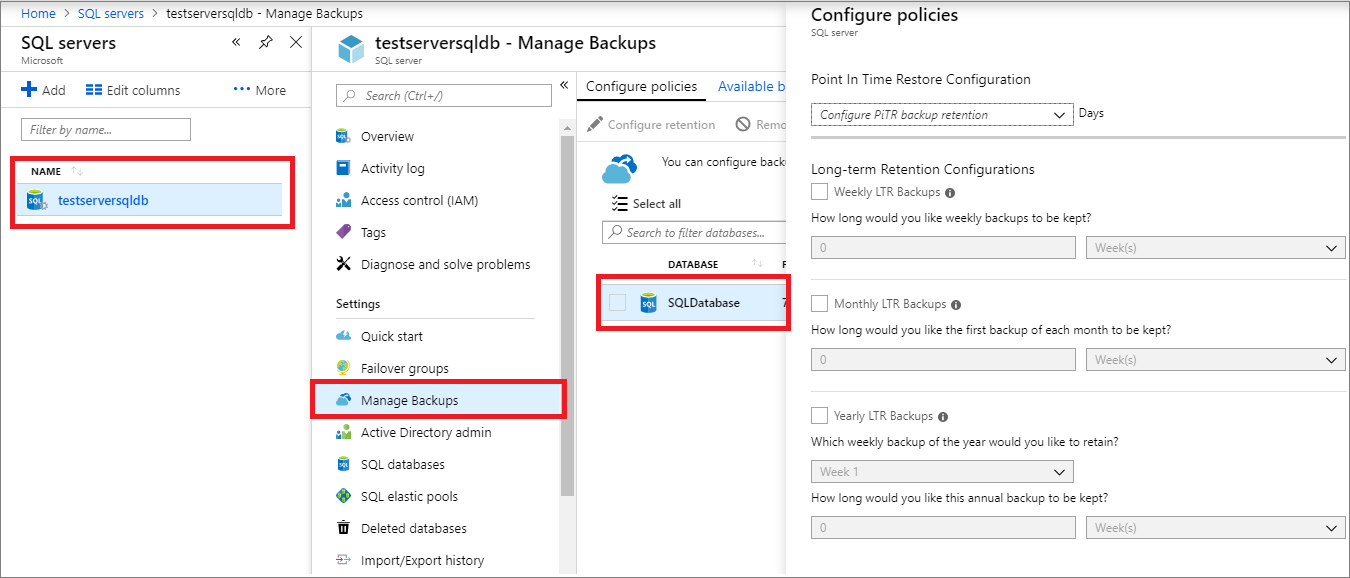 Home > SQL servers > testserversqldb - Manage Backups
SQL servers
Microsoft
Add
Edit columns
More
Filter by name...
NAME
SQL
testserversqldb
testserversqldb - Manage Backups
SQL server
Search (Ctrl+/)
Overview
Activity log
Access control (IAM)
Tags
Diagnose and solve problems
Settings
Quick start
Failover groups
Manage Backups
Active Directory admin
SQL databases
SQL elastic pools
Deleted databases
Import/Export history
Configure policies
Available b
Configure retention
Remo
You can configure back
Select all
Search to filter databases...
DATABASE
SQL
SQLDatabase
7
Configure policies
SQL server
Point In Time Restore Configuration
Configure PiTR backup retention
Days
Long-term Retention Configurations
Weekly LTR Backups
How long would you like weekly backups to be kept?
0
Week(s)
Monthly LTR Backups
How long would you like the first backup of each month to be kept?
0
Week(s)
Yearly LTR Backups
Which weekly backup of the year would you like to retain?
Week 1
How long would you like this annual backup to be kept?
0
Week(s)